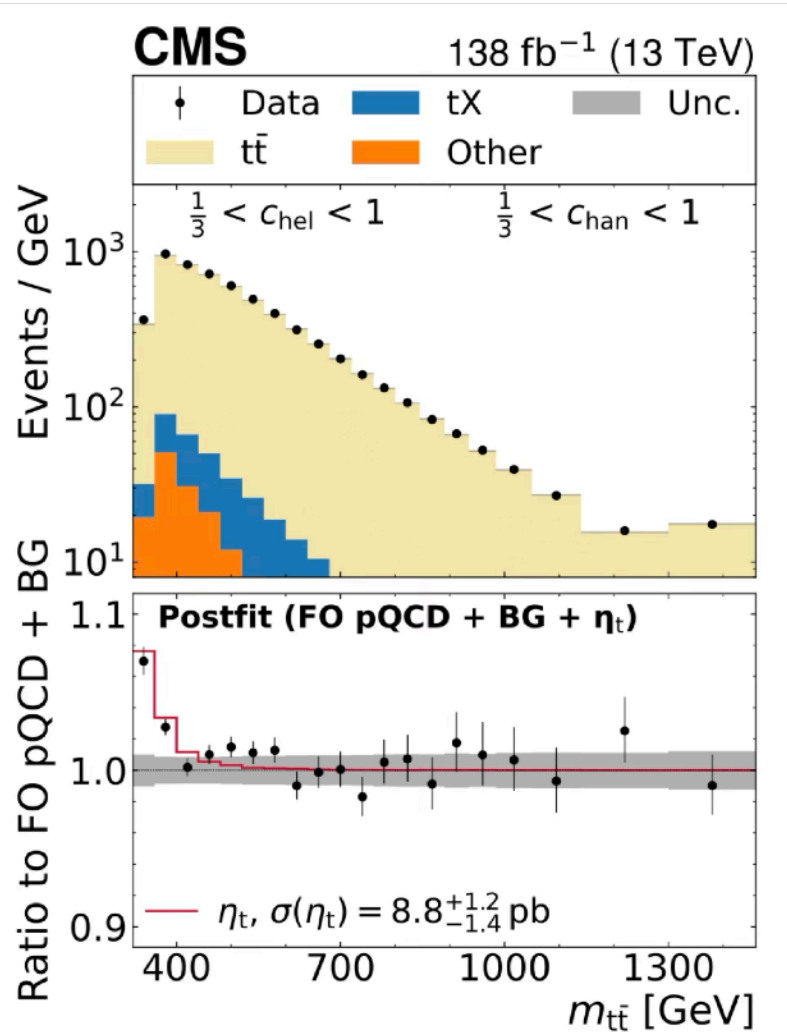 CMS 138 fb⁻¹ (13 TeV)
Data tX Unc.
tt̄ Other
1/3 < c_hel < 1 1/3 < c_han < 1
Events / GeV
10³
10²
10¹
Postfit (FO pQCD + BG + η_t)
Ratio to FO pQCD + BG
1.1
1.0
0.9
η_t, σ(η_t) = 8.8 +1.2 −1.4 pb
400 700 1000 1300
m_tt̄ [GeV]